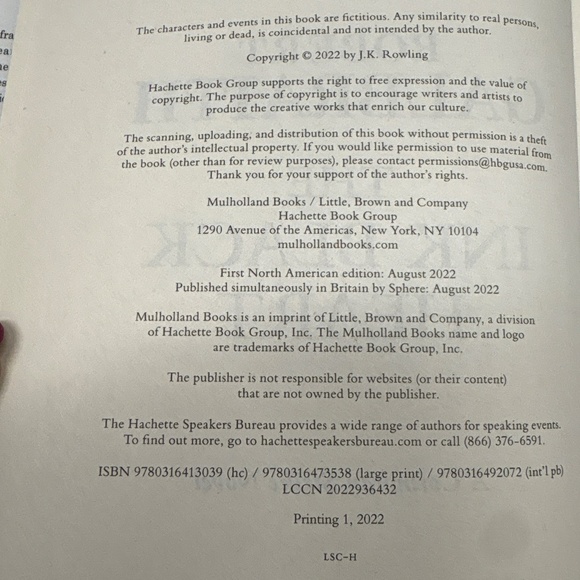 The characters and events in this book are fictitious. Any similarity to real persons,
living or dead, is coincidental and not intended by the author.
Copyright © 2022 by J.K. Rowling
Hachette Book Group supports the right to free expression and the value of
copyright. The purpose of copyright is to encourage writers and artists to
produce the creative works that enrich our culture.
The scanning, uploading, and distribution of this book without permission is a theft
of the author's intellectual property. If you would like permission to use material from
the book (other than for review purposes), please contact permissions@hbgusa.com.
Thank you for your support of the author's rights.
Mulholland Books / Little, Brown and Company
Hachette Book Group
1290 Avenue of the Americas, New York, NY 10104
mulhollandbooks.com
First North American edition: August 2022
Published simultaneously in Britain by Sphere: August 2022
Mulholland Books is an imprint of Little, Brown and Company, a division
of Hachette Book Group, Inc. The Mulholland Books name and logo
are trademarks of Hachette Book Group, Inc.
The publisher is not responsible for websites (or their content)
that are not owned by the publisher.
The Hachette Speakers Bureau provides a wide range of authors for speaking events.
To find out more, go to hachettespeakersbureau.com or call (866) 376-6591.
ISBN 9780316413039 (hc) / 9780316473538 (large print) / 9780316492072 (int'l pb)
LCCN 2022936432
Printing 1, 2022
LSC-H